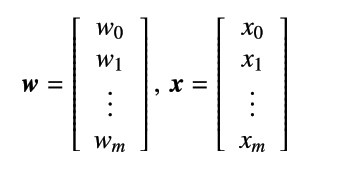 w = [ w0 w1 ⋮ wm ], x = [ x0 x1 ⋮ xm ]